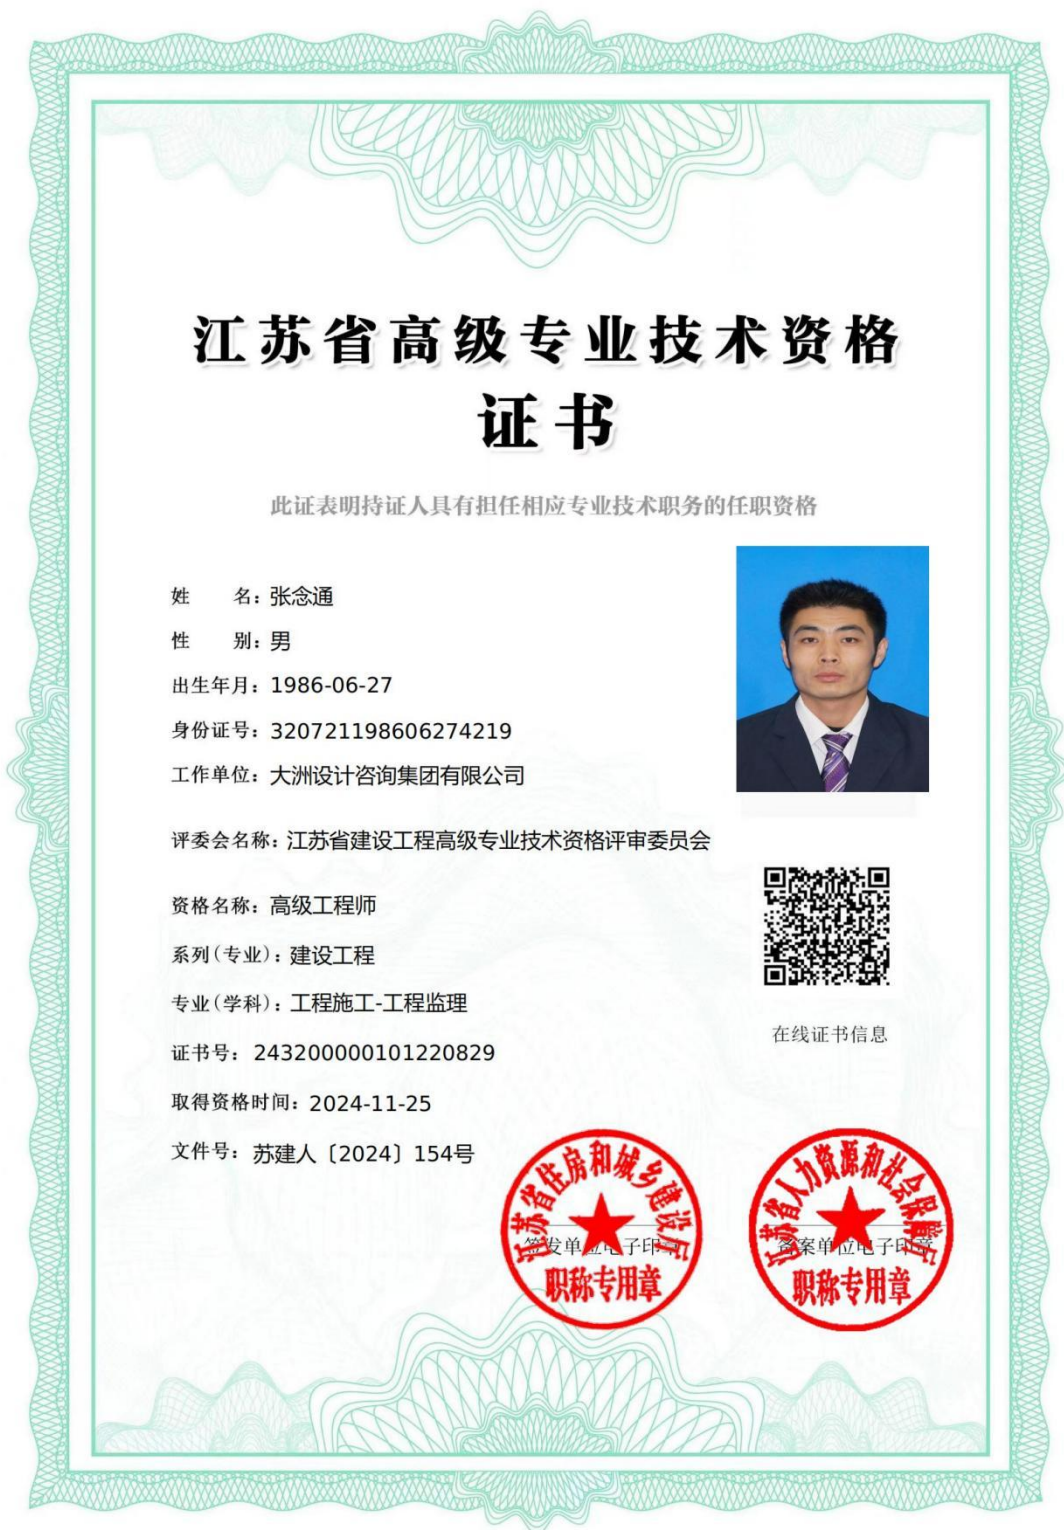 江苏省高级专业技术资格
证书
此证表明持证人具有担任相应专业技术职务的任职资格
姓 名：张念通
性 别：男
出生年月：1986-06-27
身份证号：320721198606274219
工作单位：大洲设计咨询集团有限公司
评委会名称：江苏省建设工程高级专业技术资格评审委员会
资格名称：高级工程师
系列（专业）：建设工程
专业（学科）：工程施工-工程监理
证书号：243200000101220829
取得资格时间：2024-11-25
文件号：苏建人〔2024〕154号
在线证书信息
江苏省住房和城乡建设厅
签发单位电子印章
职称专用章
江苏省人力资源和社会保障厅
备案单位电子印章
职称专用章